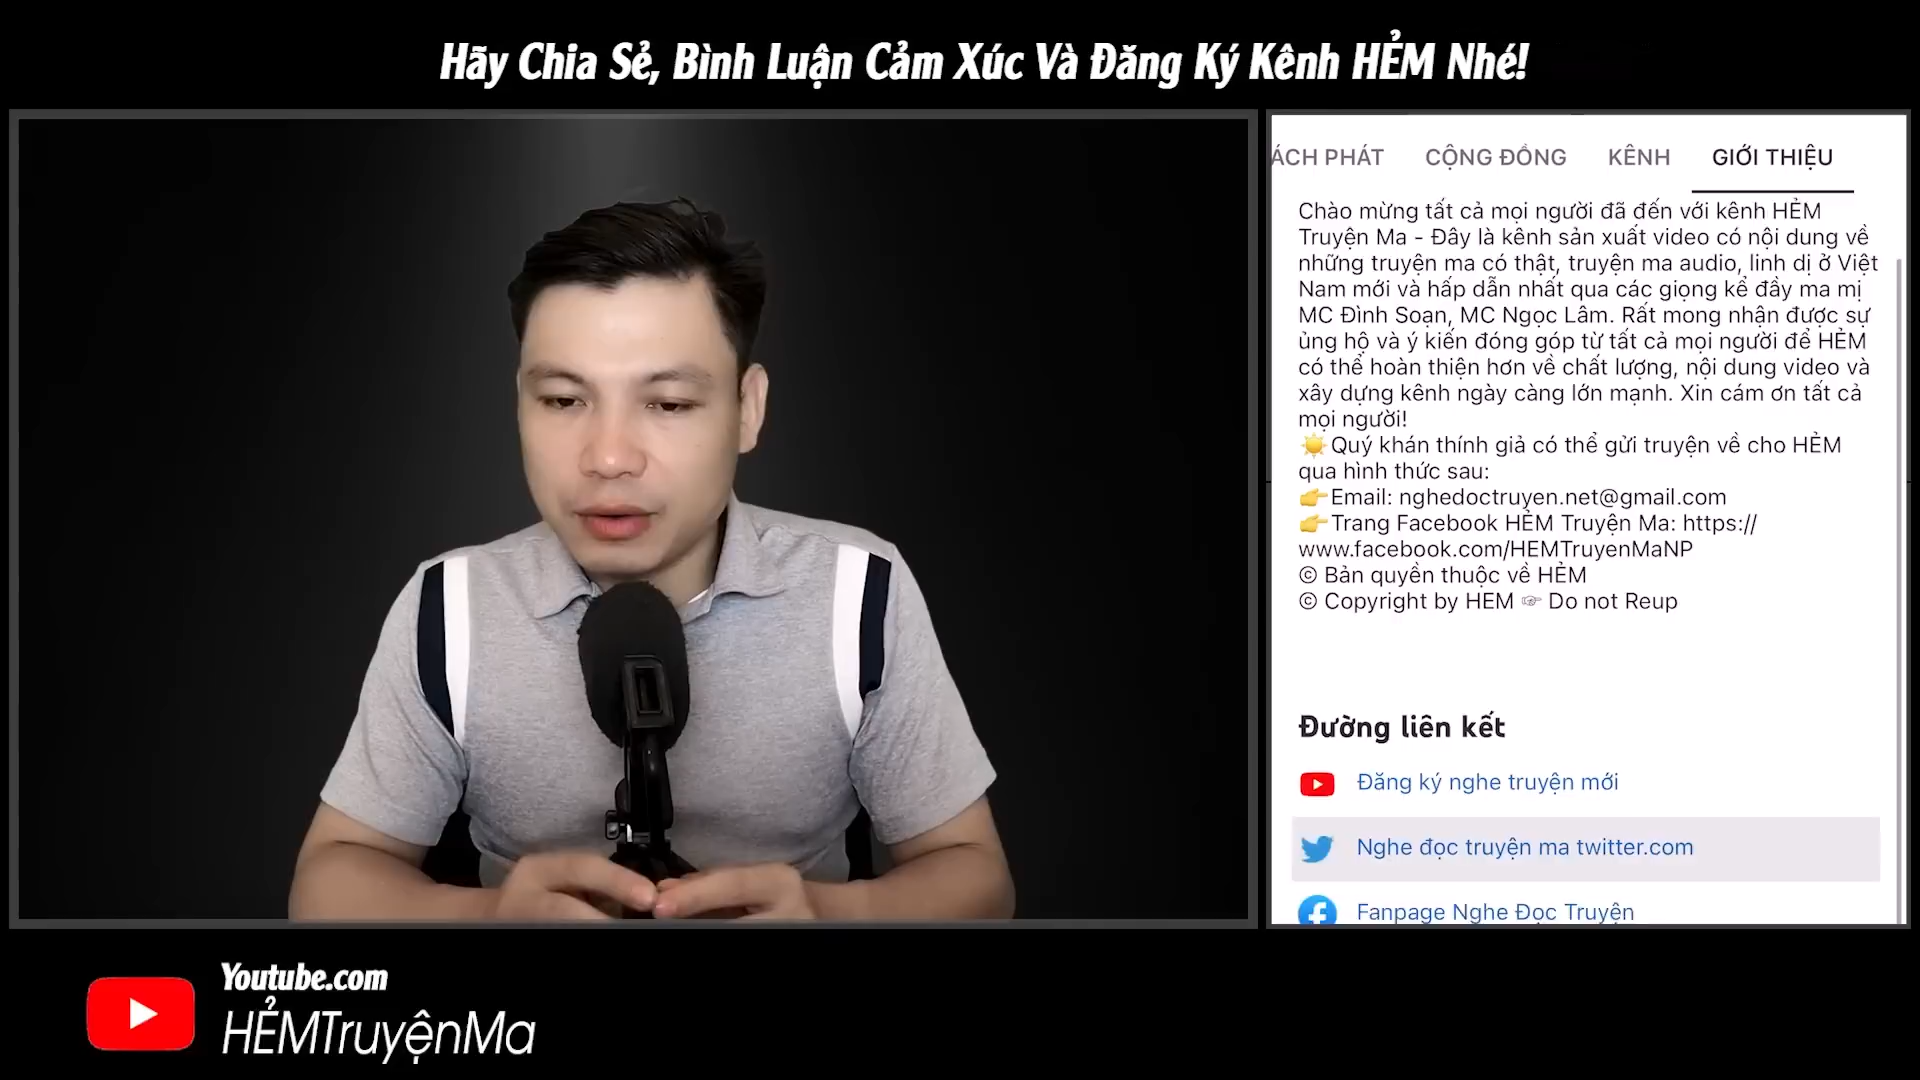 Hãy Chia Sẻ, Bình Luận Cảm Xúc Và Đăng Ký Kênh HẺM Nhé!
ÁCH PHÁT CỘNG ĐỒNG KÊNH GIỚI THIỆU
Chào mừng tất cả mọi người đã đến với kênh HẺM
Truyện Ma - Đây là kênh sản xuất video có nội dung về
những truyện ma có thật, truyện ma audio, linh dị ở Việt
Nam mới và hấp dẫn nhất qua các giọng kể đầy ma mị
MC Đình Soạn, MC Ngọc Lâm. Rất mong nhận được sự
ủng hộ và ý kiến đóng góp từ tất cả mọi người để HẺM
có thể hoàn thiện hơn về chất lượng, nội dung video và
xây dựng kênh ngày càng lớn mạnh. Xin cám ơn tất cả
mọi người!
☀️Quý khán thính giả có thể gửi truyện về cho HẺM
qua hình thức sau:
👉Email: nghedoctruyen.net@gmail.com
👉Trang Facebook HẺM Truyện Ma: https://
www.facebook.com/HEMTruyenMaNP
© Bản quyền thuộc về HẺM
© Copyright by HEM ☞ Do not Reup
Đường liên kết
Đăng ký nghe truyện mới
Nghe đọc truyện ma twitter.com
Fanpage Nghe Đọc Truyện
Youtube.com
HẺMTruyệnMa